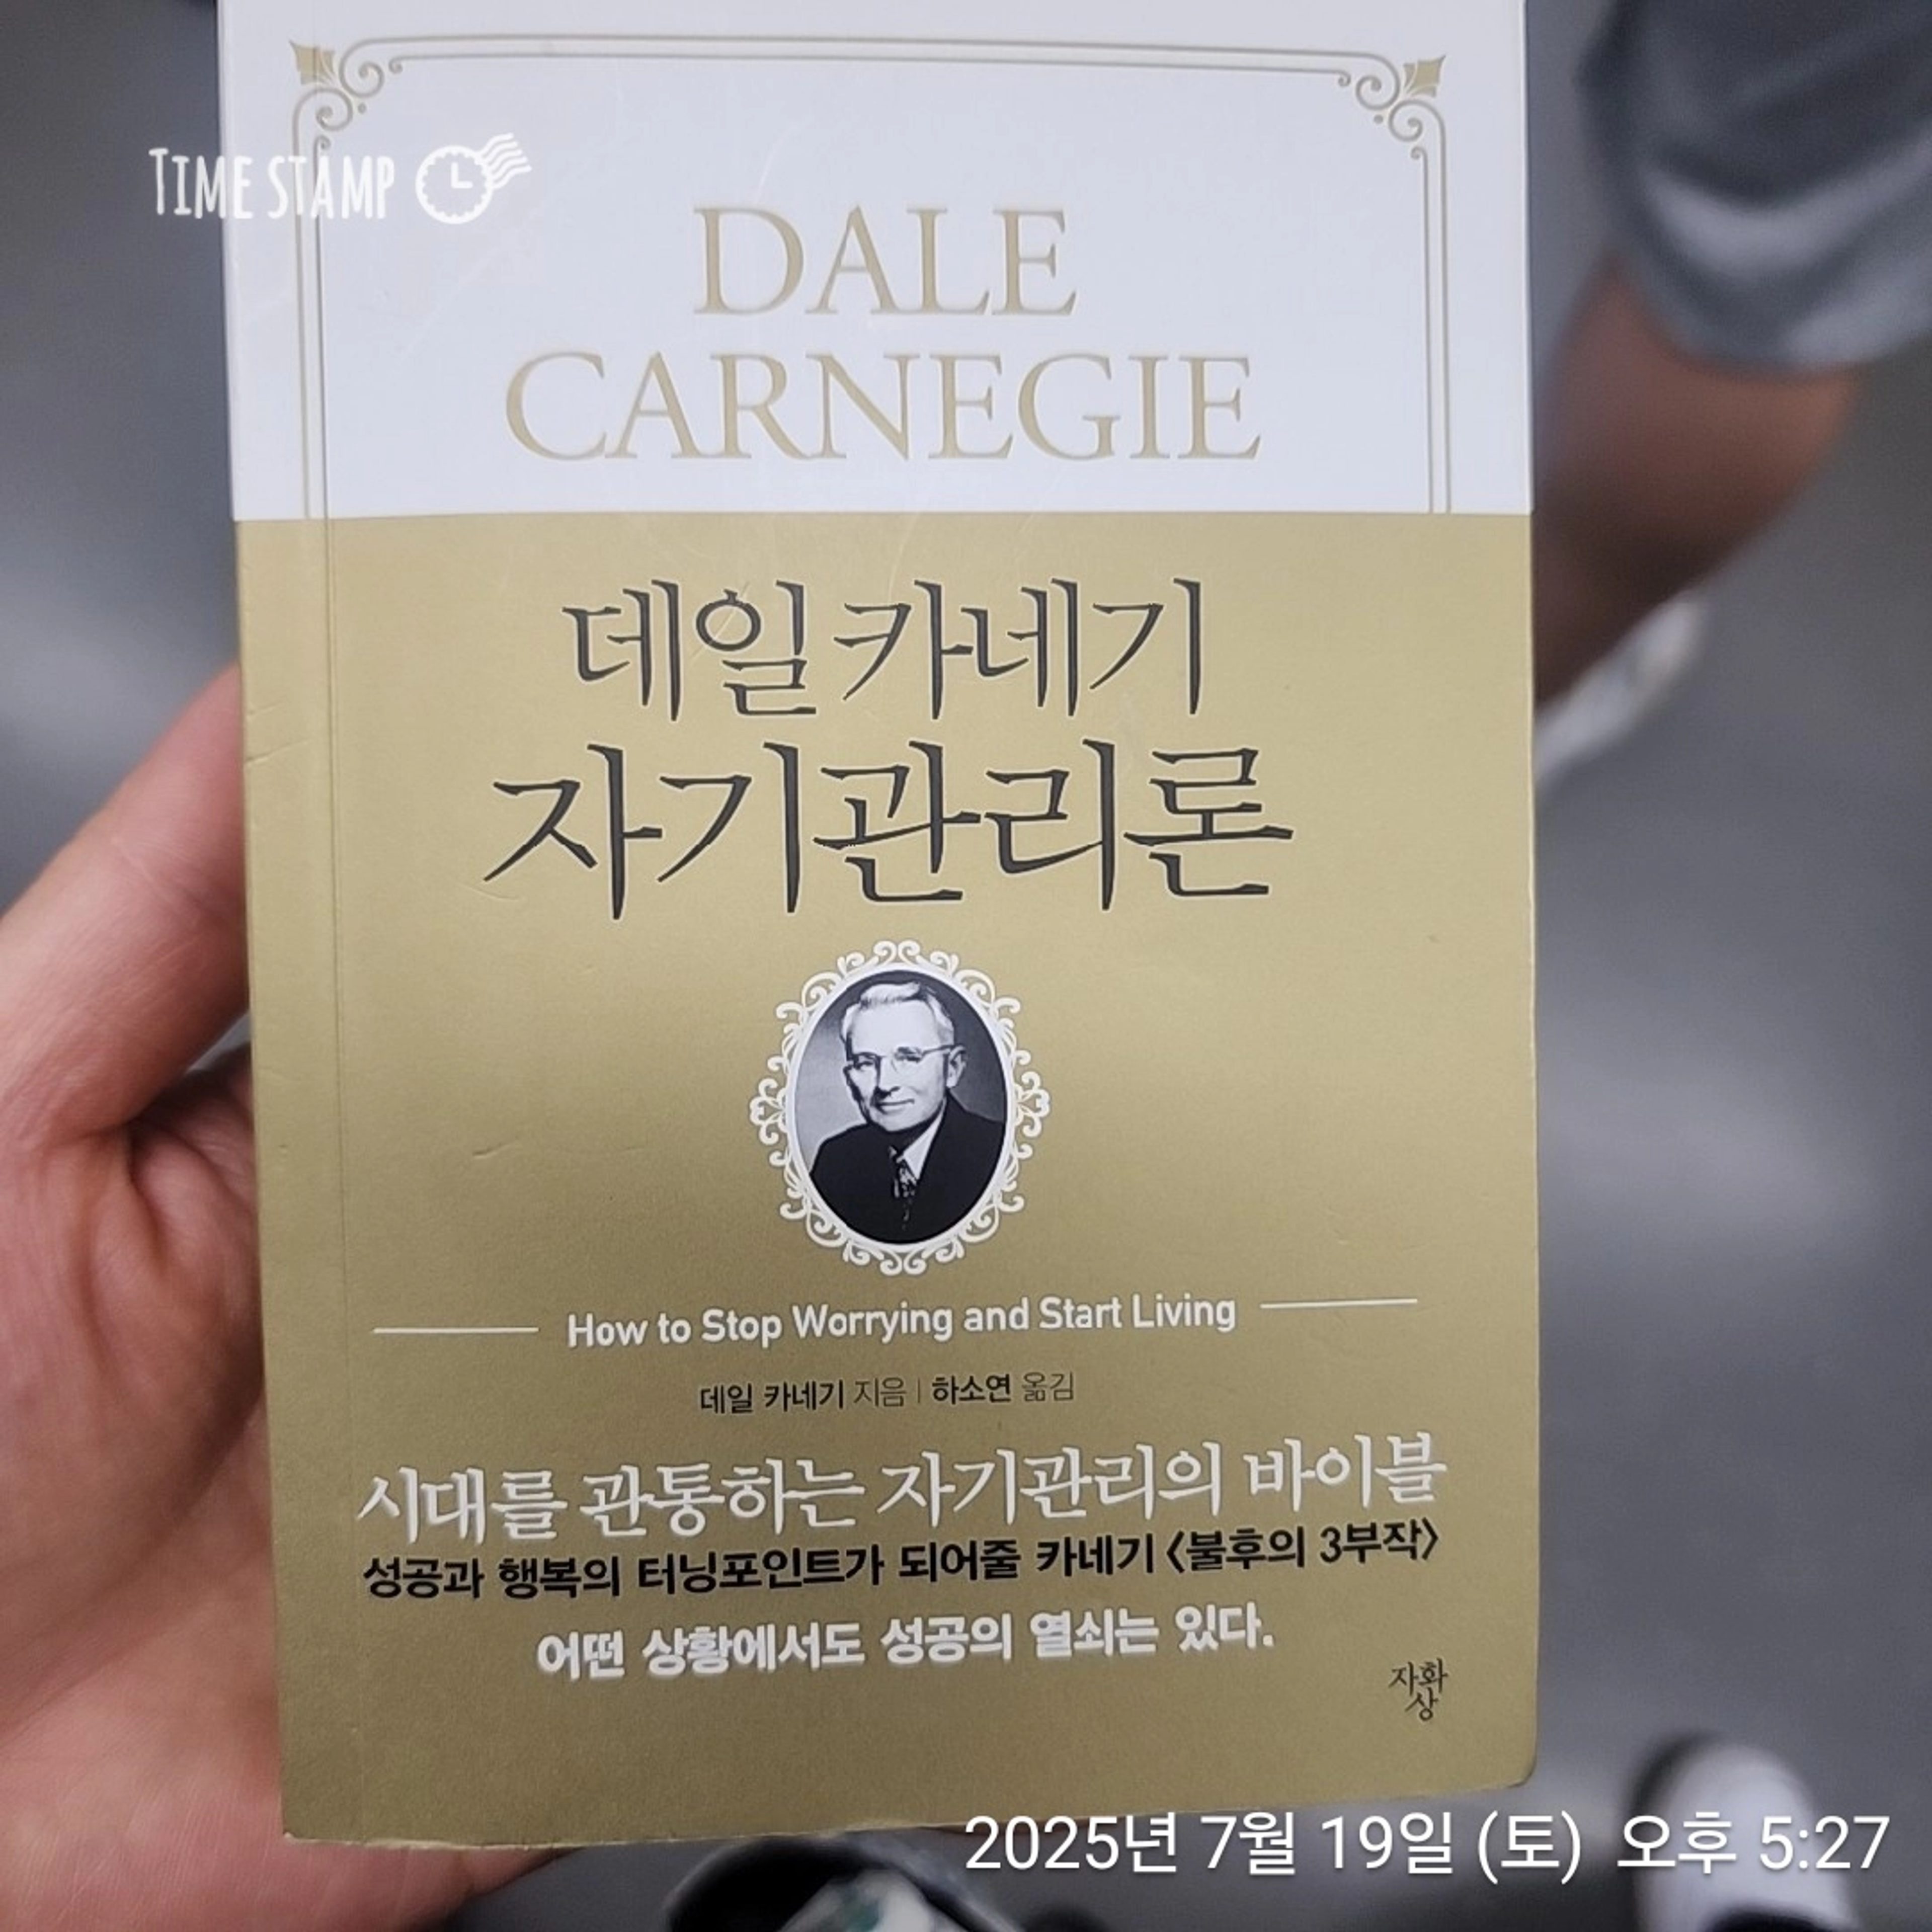 TIME STAMP
DALE
CARNEGIE
데일 카네기
자기관리론
How to Stop Worrying and Start Living
데일 카네기 지음 | 하소연 옮김
시대를 관통하는 자기관리의 바이블
성공과 행복의 터닝포인트가 되어줄 카네기 〈불후의 3부작〉
어떤 상황에서도 성공의 열쇠는 있다.
자화
상
2025년 7월 19일 (토) 오후 5:27